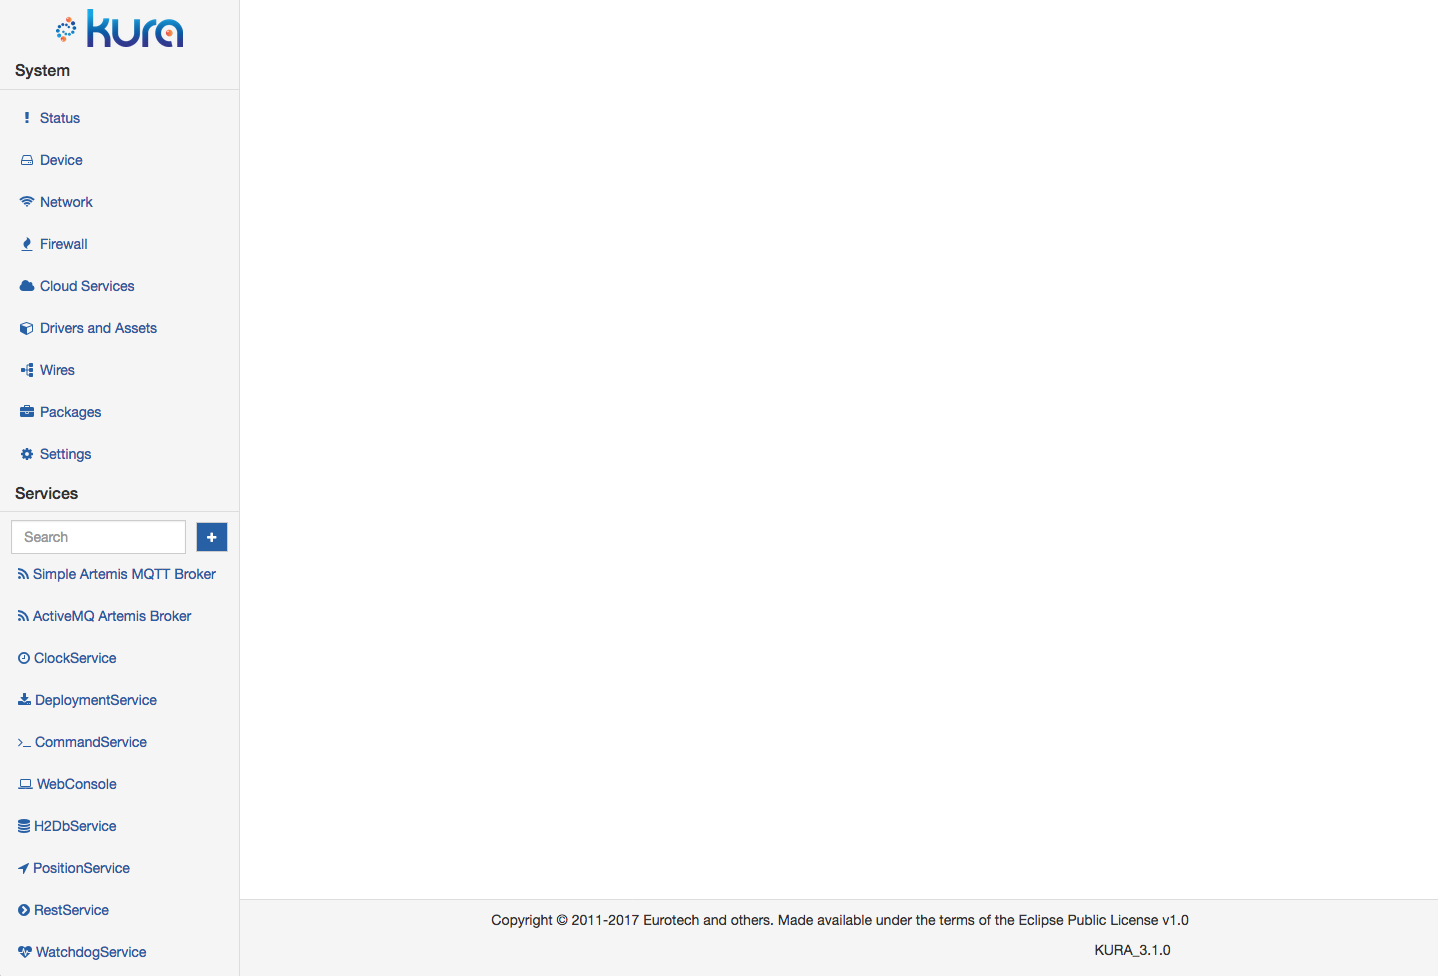 kura
System
Status
Device
Network
Firewall
Cloud Services
Drivers and Assets
Wires
Packages
Settings
Services
Search
Simple Artemis MQTT Broker
ActiveMQ Artemis Broker
ClockService
DeploymentService
CommandService
WebConsole
H2DbService
PositionService
RestService
WatchdogService
Copyright © 2011-2017 Eurotech and others. Made available under the terms of the Eclipse Public License v1.0
KURA_3.1.0